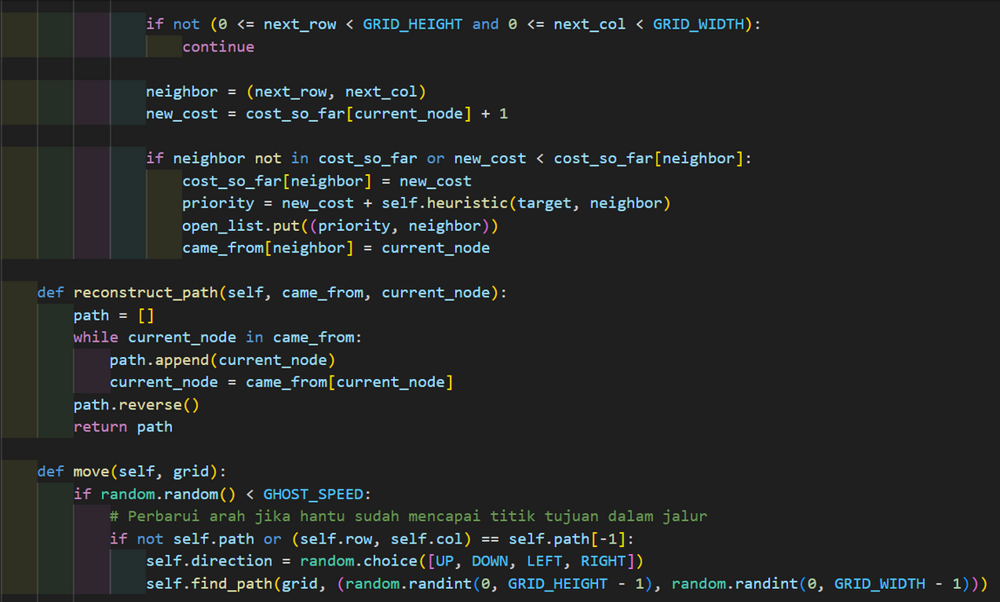 if not (0 <= next_row < GRID_HEIGHT and 0 <= next_col < GRID_WIDTH):
continue
neighbor = (next_row, next_col)
new_cost = cost_so_far[current_node] + 1
if neighbor not in cost_so_far or new_cost < cost_so_far[neighbor]:
cost_so_far[neighbor] = new_cost
priority = new_cost + self.heuristic(target, neighbor)
open_list.put((priority, neighbor))
came_from[neighbor] = current_node
def reconstruct_path(self, came_from, current_node):
path = []
while current_node in came_from:
path.append(current_node)
current_node = came_from[current_node]
path.reverse()
return path
def move(self, grid):
if random.random() < GHOST_SPEED:
# Perbarui arah jika hantu sudah mencapai titik tujuan dalam jalur
if not self.path or (self.row, self.col) == self.path[-1]:
self.direction = random.choice([UP, DOWN, LEFT, RIGHT])
self.find_path(grid, (random.randint(0, GRID_HEIGHT - 1), random.randint(0, GRID_WIDTH - 1)))